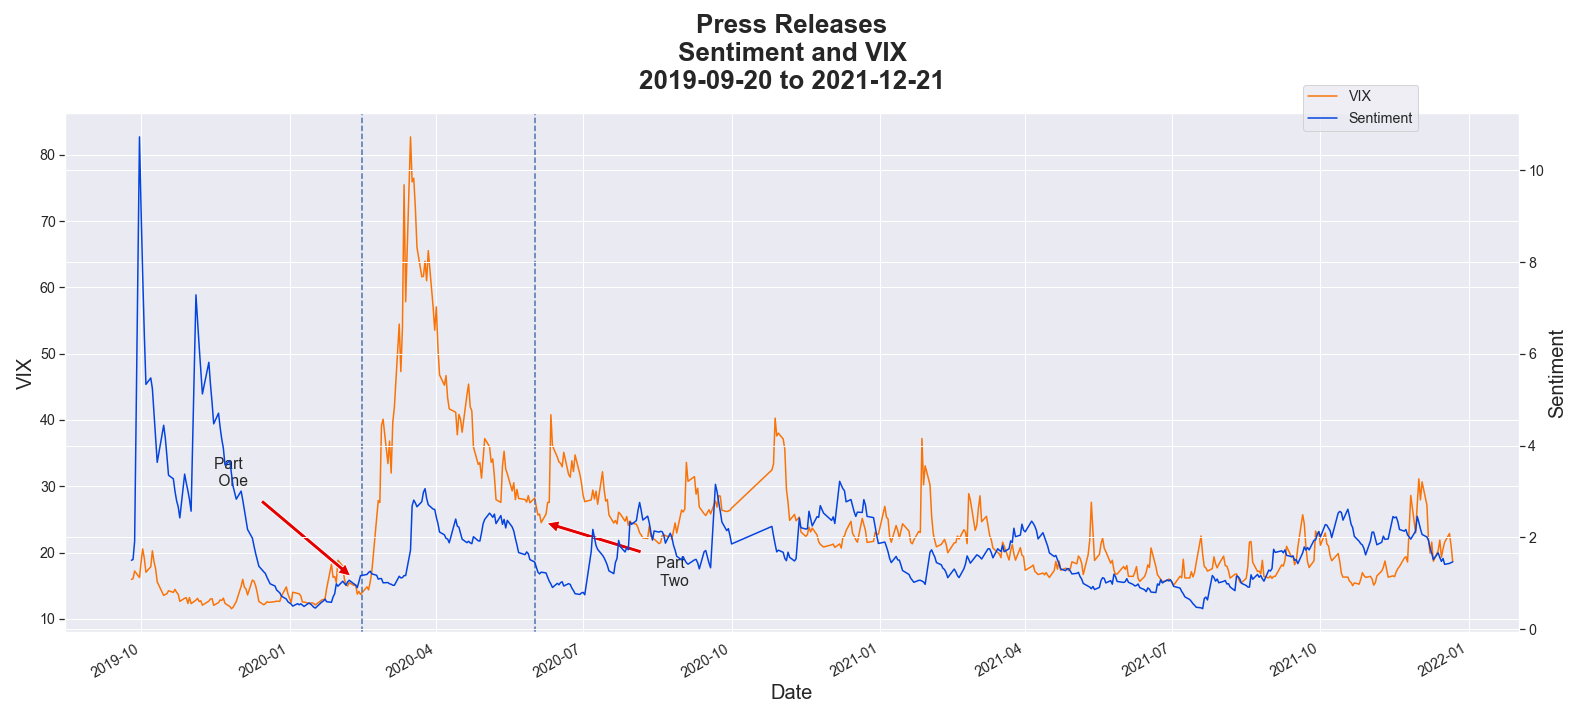 Press Releases
Sentiment and VIX
2019-09-20 to 2021-12-21
VIX
Sentiment
80
70
60
50
40
30
20
10
VIX
10
8
6
4
2
0
Sentiment
Part
One
Part
Two
2019-10
2020-01
2020-04
2020-07
2020-10
2021-01
2021-04
2021-07
2021-10
2022-01
Date